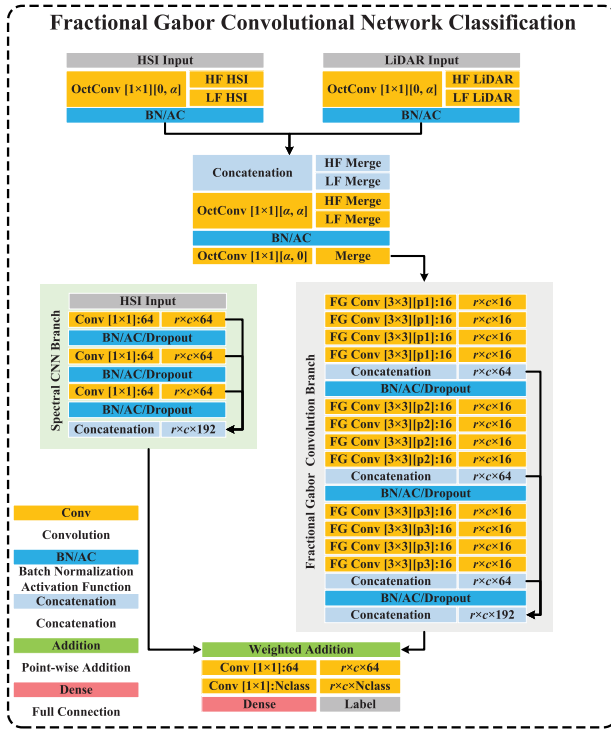 Fractional Gabor Convolutional Network Classification
HSI Input
OctConv [1×1][0, α]
HF HSI
LF HSI
BN/AC
LiDAR Input
OctConv [1×1][0, α]
HF LiDAR
LF LiDAR
BN/AC
Concatenation
HF Merge
LF Merge
OctConv [1×1][α, α]
HF Merge
LF Merge
BN/AC
OctConv [1×1][α, 0] Merge
Spectral CNN Branch
HSI Input
Conv [1×1]:64 r×c×64
BN/AC/Dropout
Conv [1×1]:64 r×c×64
BN/AC/Dropout
Conv [1×1]:64 r×c×64
BN/AC/Dropout
Concatenation r×c×192
Fractional Gabor Convolution Branch
FG Conv [3×3][p1]:16 r×c×16
FG Conv [3×3][p1]:16 r×c×16
FG Conv [3×3][p1]:16 r×c×16
FG Conv [3×3][p1]:16 r×c×16
Concatenation r×c×64
BN/AC/Dropout
FG Conv [3×3][p2]:16 r×c×16
FG Conv [3×3][p2]:16 r×c×16
FG Conv [3×3][p2]:16 r×c×16
FG Conv [3×3][p2]:16 r×c×16
Concatenation r×c×64
BN/AC/Dropout
FG Conv [3×3][p3]:16 r×c×16
FG Conv [3×3][p3]:16 r×c×16
FG Conv [3×3][p3]:16 r×c×16
FG Conv [3×3][p3]:16 r×c×16
Concatenation r×c×64
BN/AC/Dropout
Concatenation r×c×192
Conv
Convolution
BN/AC
Batch Normalization
Activation Function
Concatenation
Concatenation
Addition
Point-wise Addition
Dense
Full Connection
Weighted Addition
Conv [1×1]:64 r×c×64
Conv [1×1]:Nclass r×c×Nclass
Dense Label